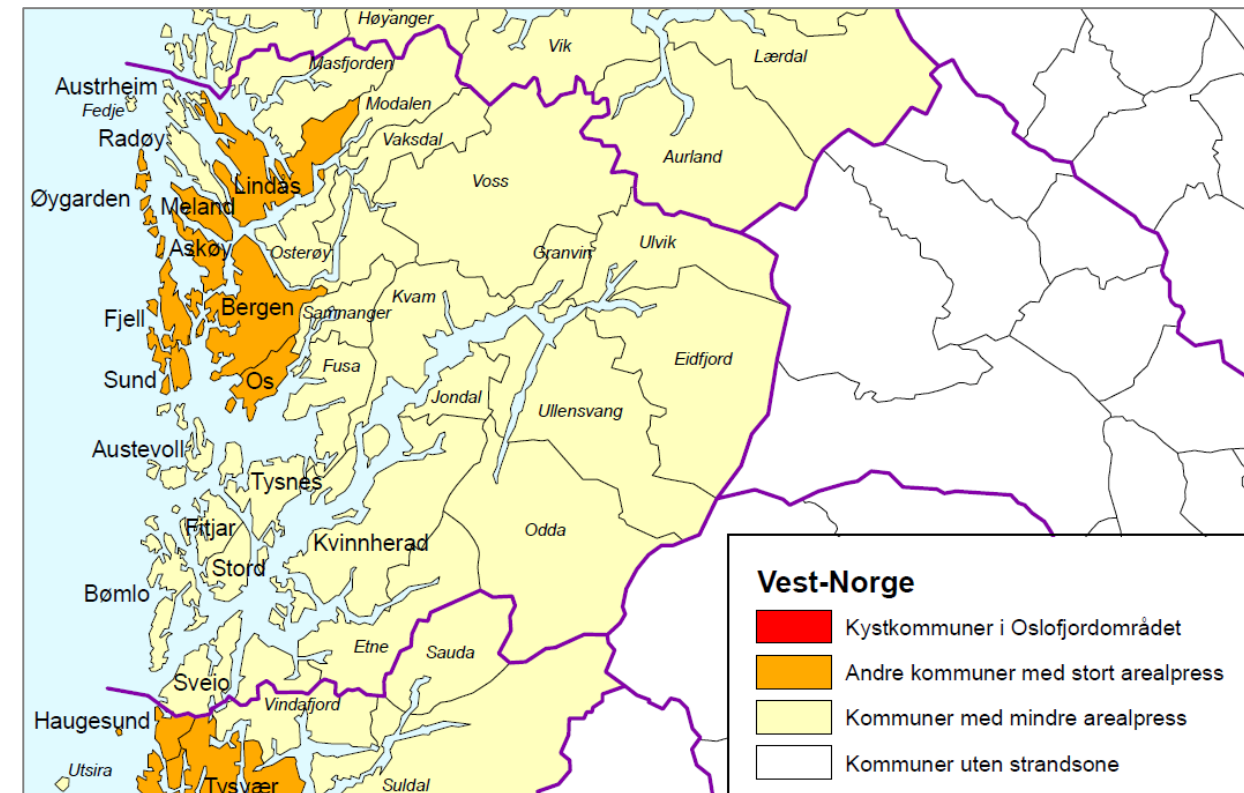 Høyanger
Vik
Lærdal
Masfjorden
Austrheim
Fedje
Modalen
Radøy
Vaksdal
Aurland
Voss
Lindås
Øygarden
Meland
Askøy
Osterøy
Granvin
Ulvik
Kvam
Bergen
Samnanger
Fjell
Fusa
Eidfjord
Sund
Os
Jondal
Ullensvang
Austevoll
Tysnes
Fitjar
Odda
Kvinnherad
Stord
Bømlo
Etne
Sauda
Sveio
Vindafjord
Haugesund
Utsira
Tysvær
Suldal
Vest-Norge
Kystkommuner i Oslofjordområdet
Andre kommuner med stort arealpress
Kommuner med mindre arealpress
Kommuner uten strandsone